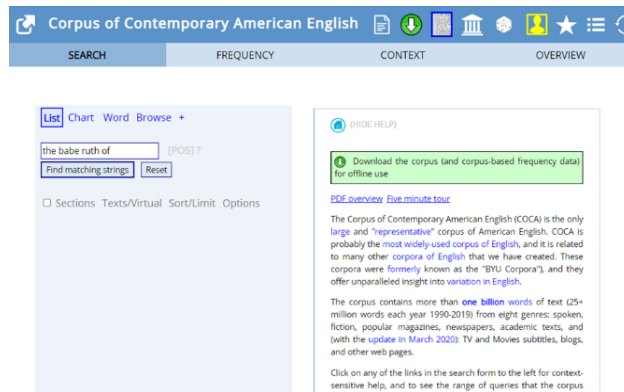 Corpus of Contemporary American English
SEARCH FREQUENCY CONTEXT OVERVIEW
List Chart Word Browse +
the babe ruth of [POS] ?
Find matching strings Reset
Sections Texts/Virtual Sort/Limit Options
(HIDE HELP)
Download the corpus (and corpus-based frequency data)
for offline use
PDF overview Five minute tour
The Corpus of Contemporary American English (COCA) is the only
large and "representative" corpus of American English. COCA is
probably the most widely-used corpus of English, and it is related
to many other corpora of English that we have created. These
corpora were formerly known as the "BYU Corpora"), and they
offer unparalleled insight into variation in English.
The corpus contains more than one billion words of text (25+
million words each year 1990-2019) from eight genres: spoken,
fiction, popular magazines, newspapers, academic texts, and
(with the update in March 2020): TV and Movies subtitles, blogs,
and other web pages.
Click on any of the links in the search form to the left for context-
sensitive help, and to see the range of queries that the corpus